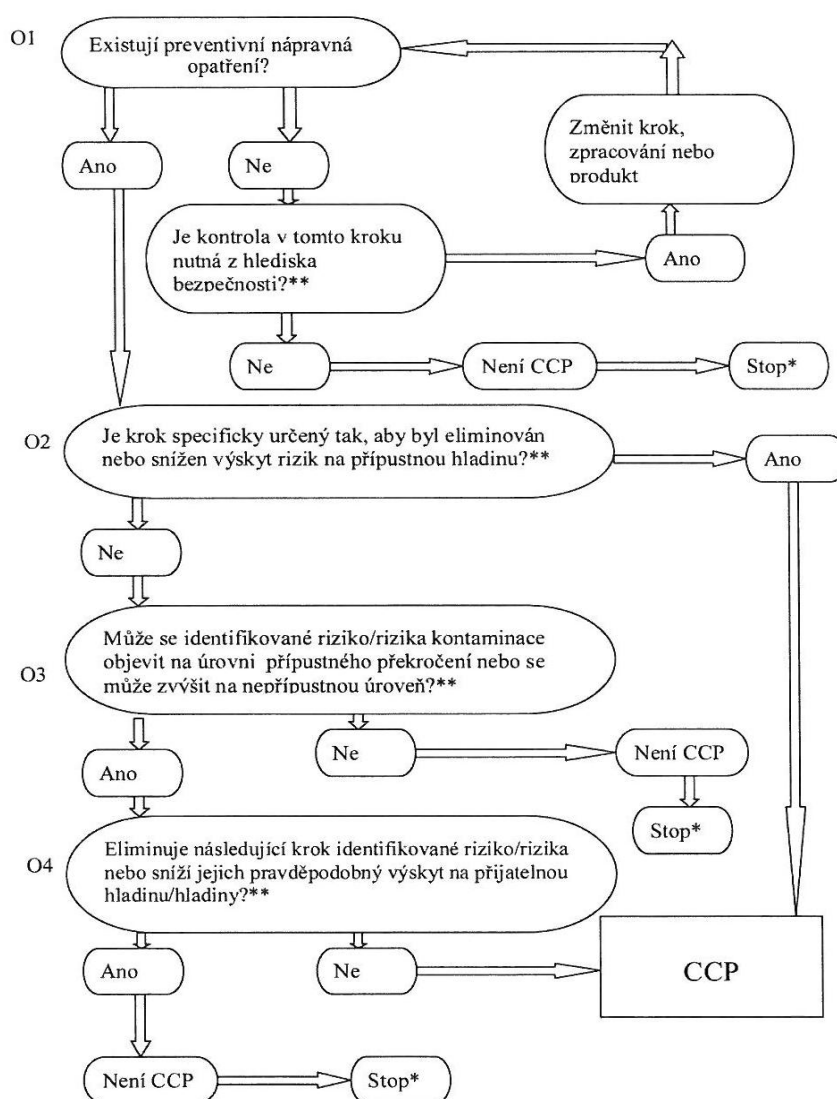 O1
Existují preventivní nápravná
opatření?
Změnit krok,
zpracování nebo
produkt
Ano
Ne
Je kontrola v tomto kroku
nutná z hlediska
bezpečnosti?**
Ano
Ne
Není CCP
Stop*
O2
Je krok specificky určený tak, aby byl eliminován
nebo snížen výskyt rizik na přípustnou hladinu?**
Ano
Ne
O3
Může se identifikované riziko/rizika kontaminace
objevit na úrovni přípustného překročení nebo se
může zvýšit na nepřípustnou úroveň?**
Ano
Ne
Není CCP
Stop*
O4
Eliminuje následující krok identifikované riziko/rizika
nebo sníží jejich pravděpodobný výskyt na přijatelnou
hladinu/hladiny?**
Ano
Ne
CCP
Není CCP
Stop*